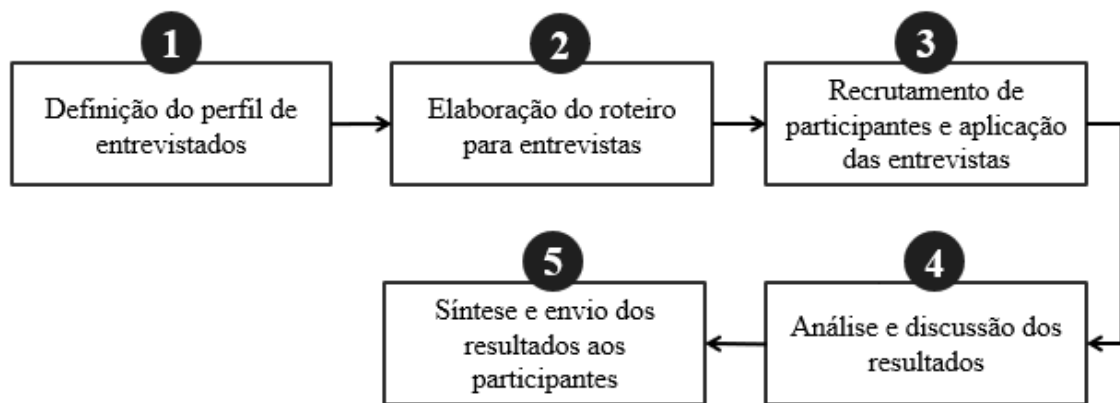 1
Definição do perfil de
entrevistados
2
Elaboração do roteiro
para entrevistas
3
Recrutamento de
participantes e aplicação
das entrevistas
4
Análise e discussão dos
resultados
5
Síntese e envio dos
resultados aos
participantes